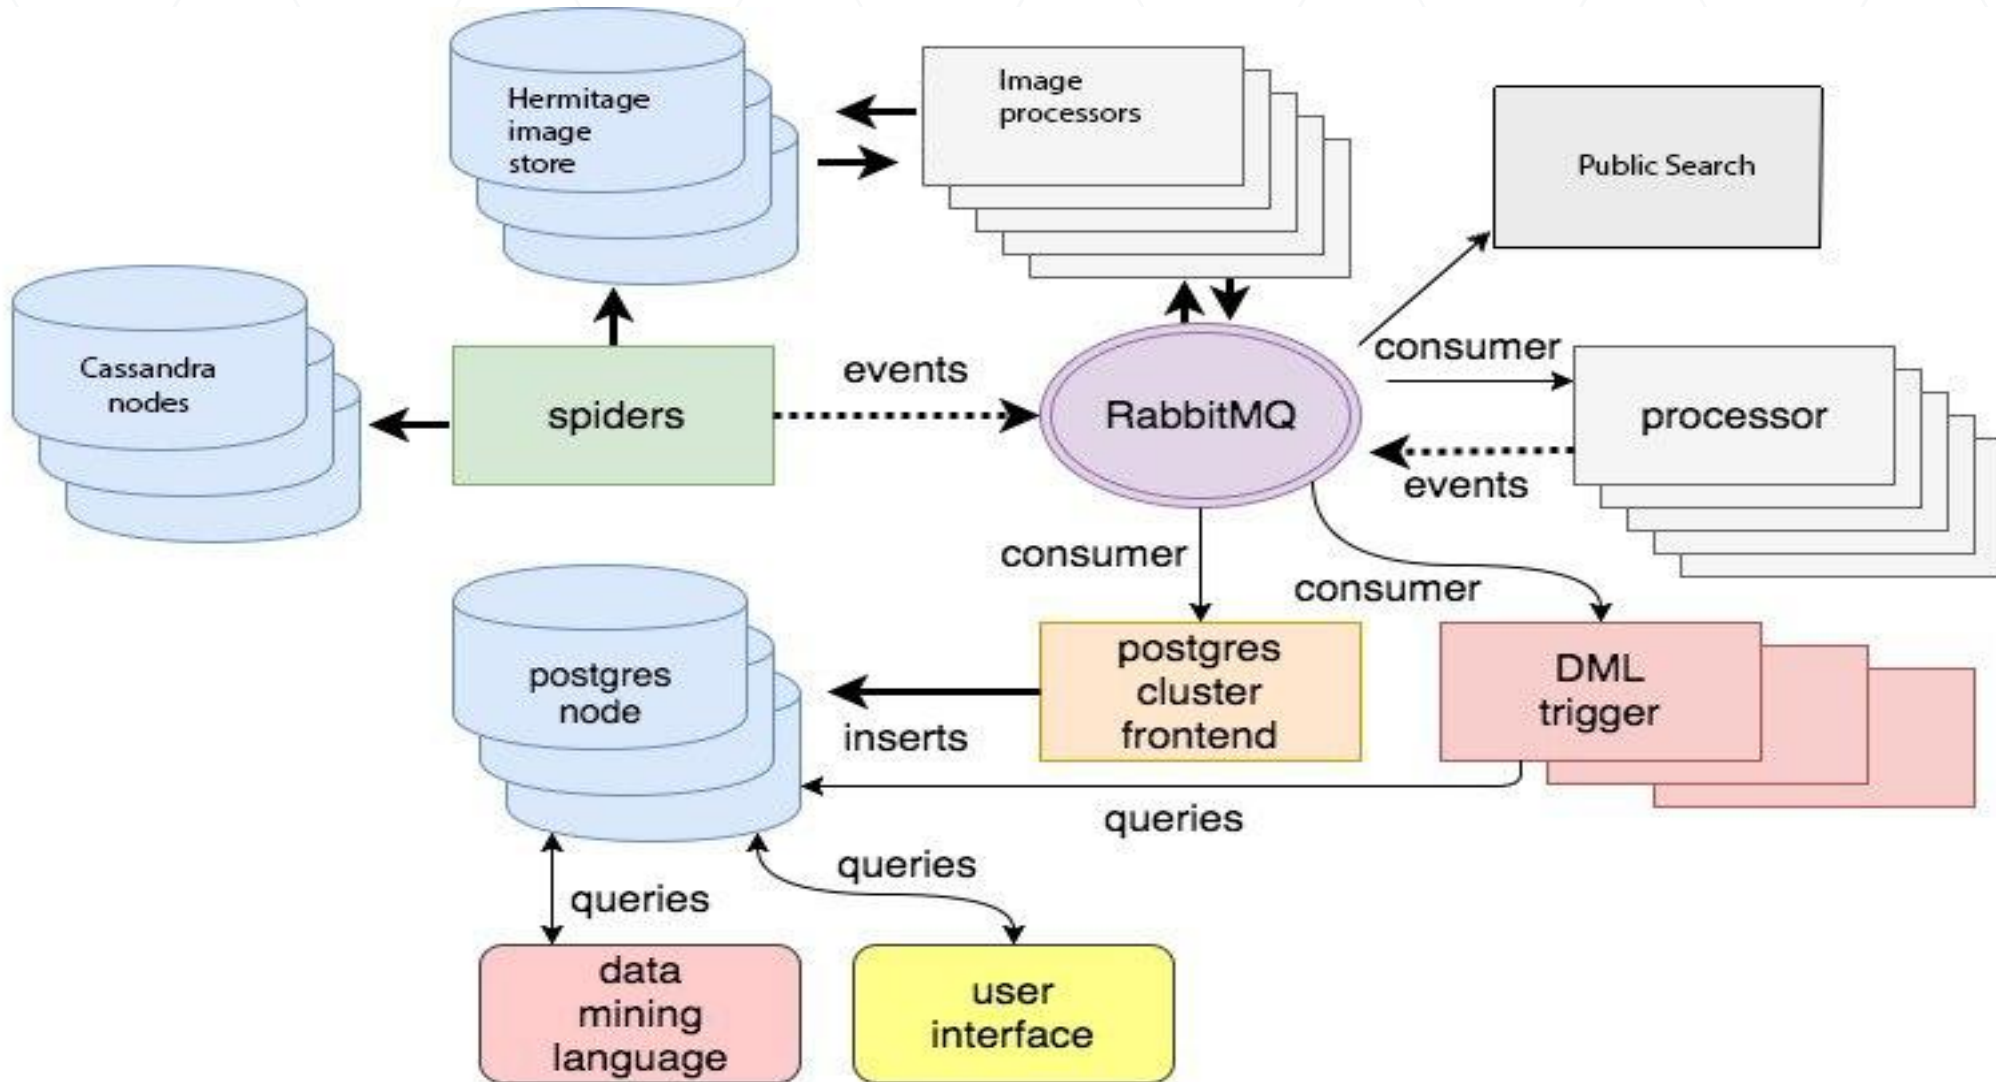 Hermitage
image
store
Image
processors
Public Search
Cassandra
nodes
spiders
events
RabbitMQ
consumer
processor
events
consumer
consumer
postgres
node
inserts
postgres
cluster
frontend
DML
trigger
queries
queries
queries
data
mining
language
user
interface